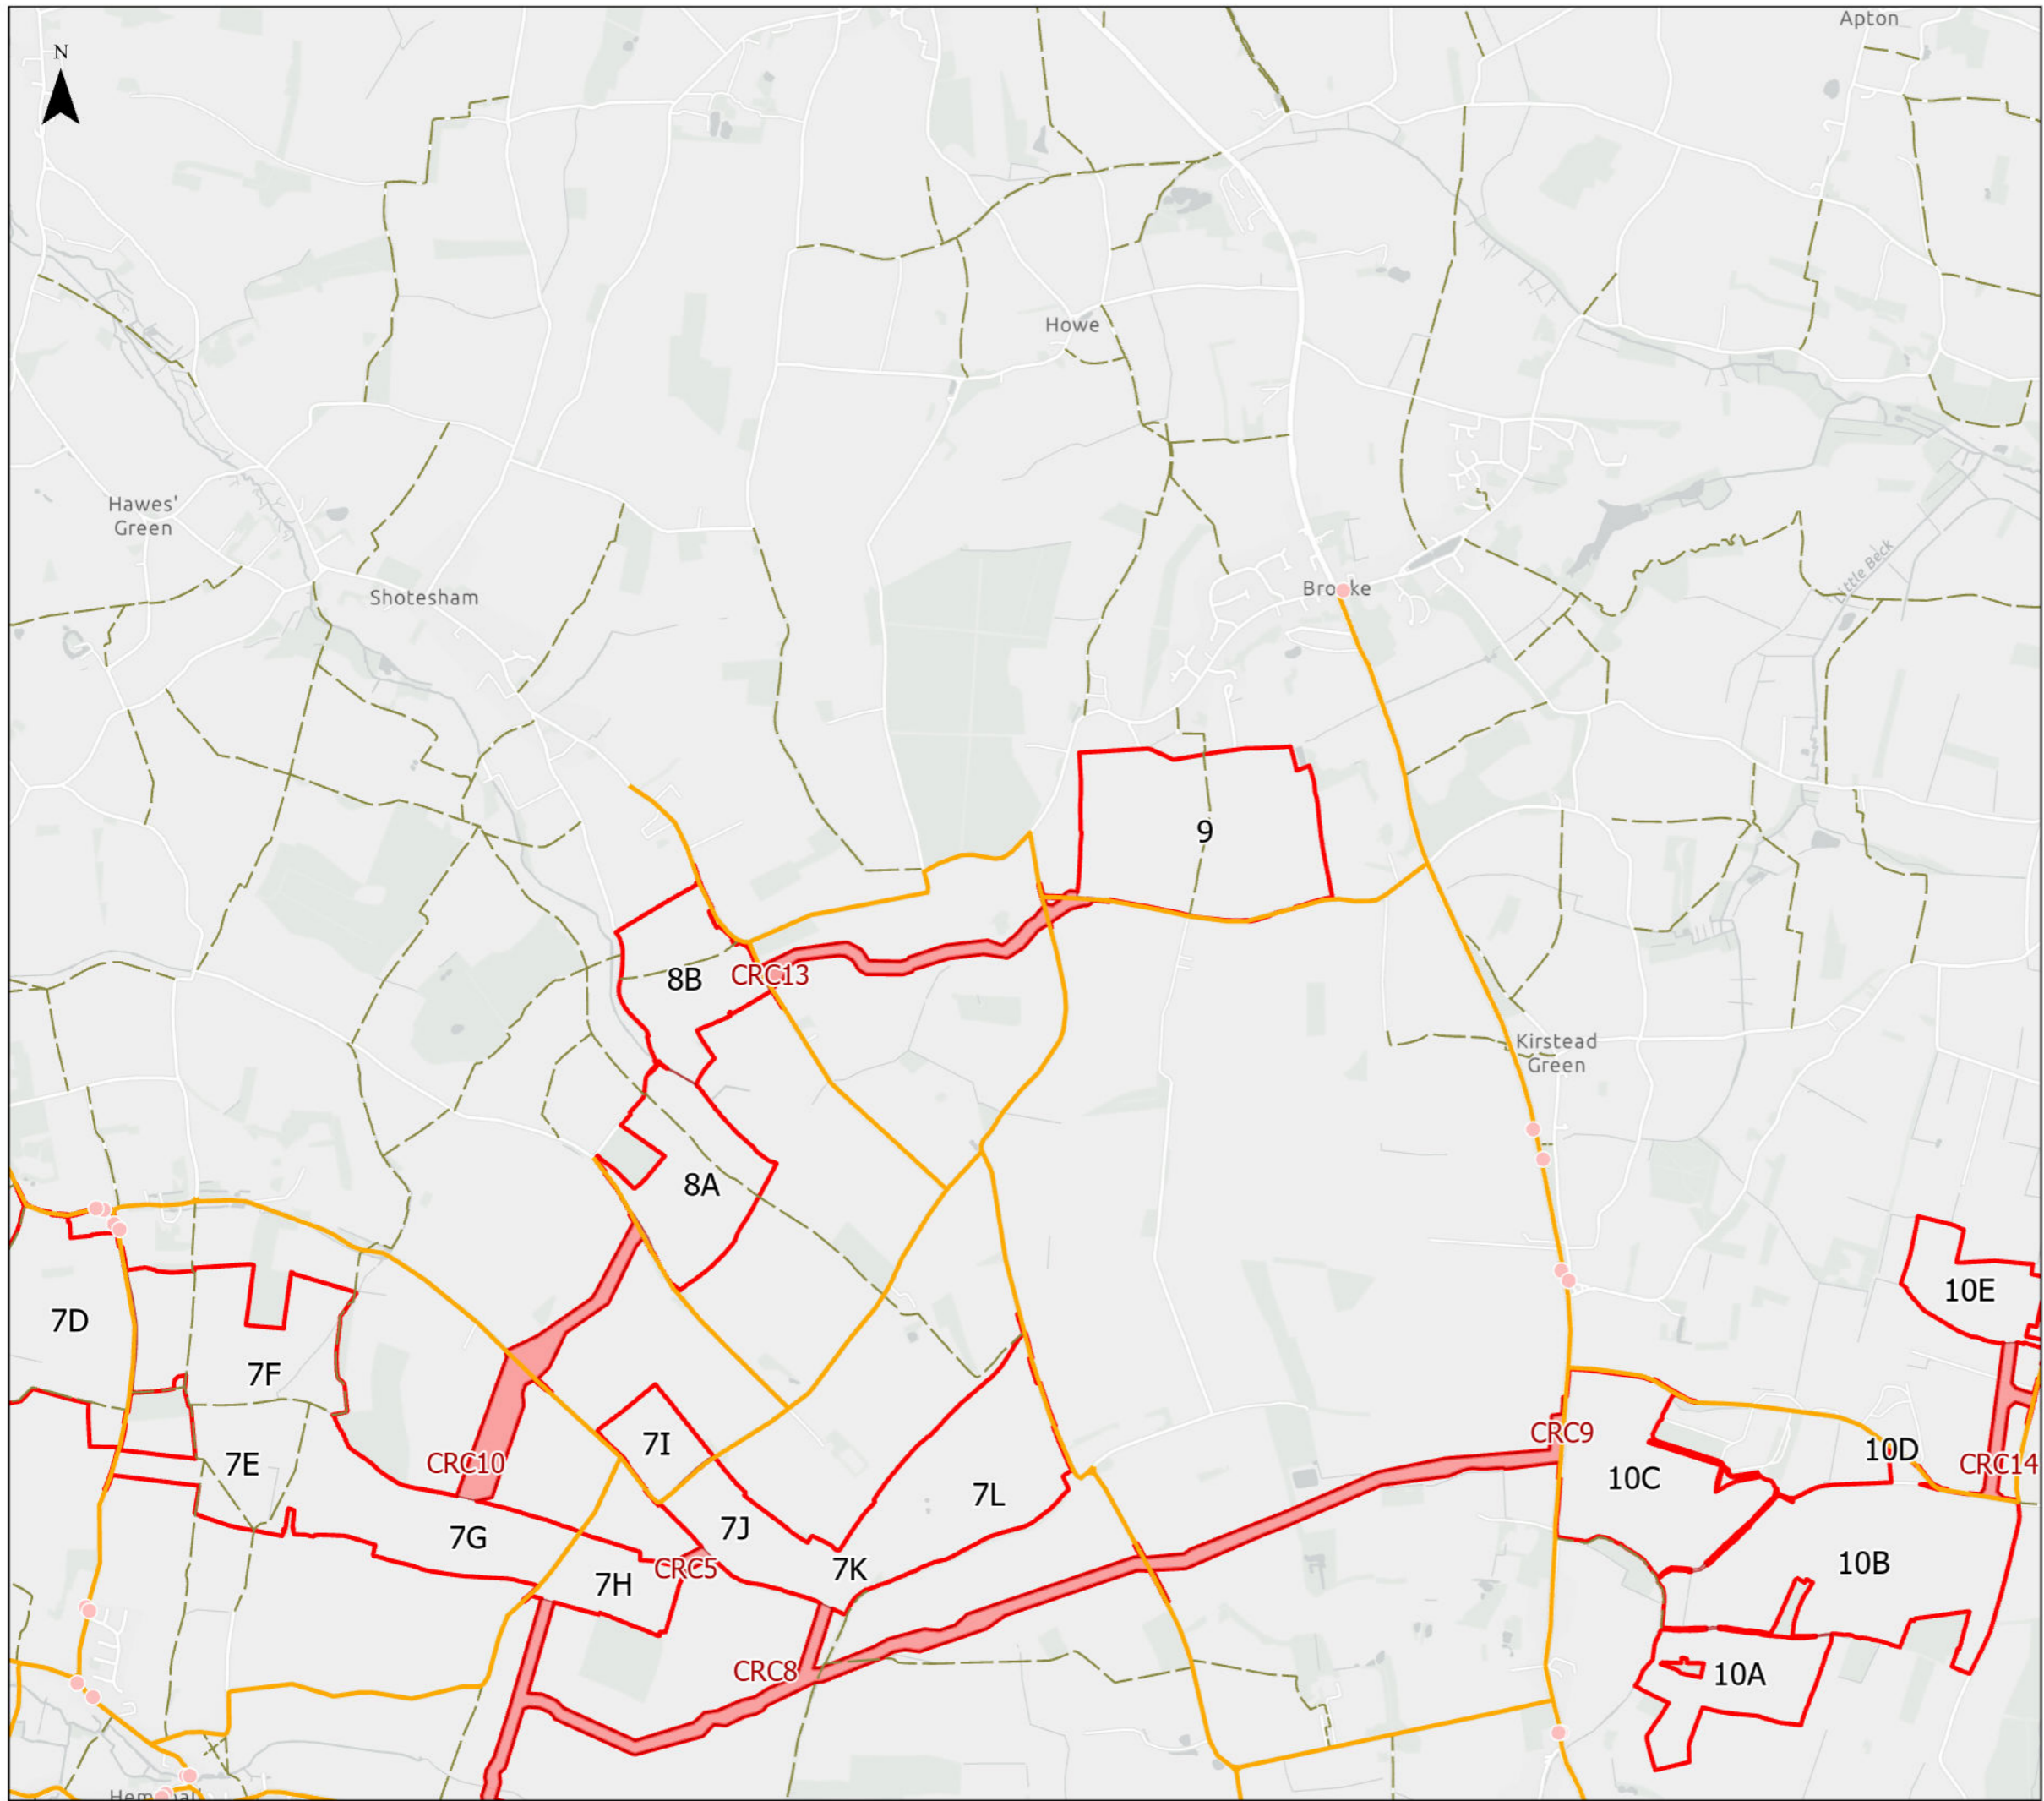 Apton
N
Howe
Hawes'
Green
Brooke
Little Beck
Shotesham
9
8B
CRC13
Kirstead
Green
8A
10E
7D
7F
CRC9
7I
10D
7E
CRC10
CRC14
10C
7L
7J
7G
10B
CRC5
7K
7H
CRC8
10A